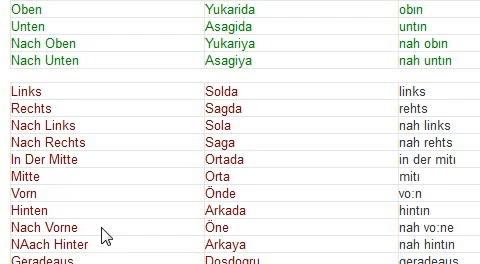 Oben Yukarida obın
Unten Asagida untın
Nach Oben Yukariya nah obın
Nach Unten Asagiya nah untın
Links Solda links
Rechts Sagda rehts
Nach Links Sola nah links
Nach Rechts Saga nah rehts
In Der Mitte Ortada in der mitı
Mitte Orta mitı
Vorn Önde vo:n
Hinten Arkada hintın
Nach Vorne Öne nah vo:ne
NAach Hinter Arkaya nah hintın
Geradeaus Dosdogru geradeaus